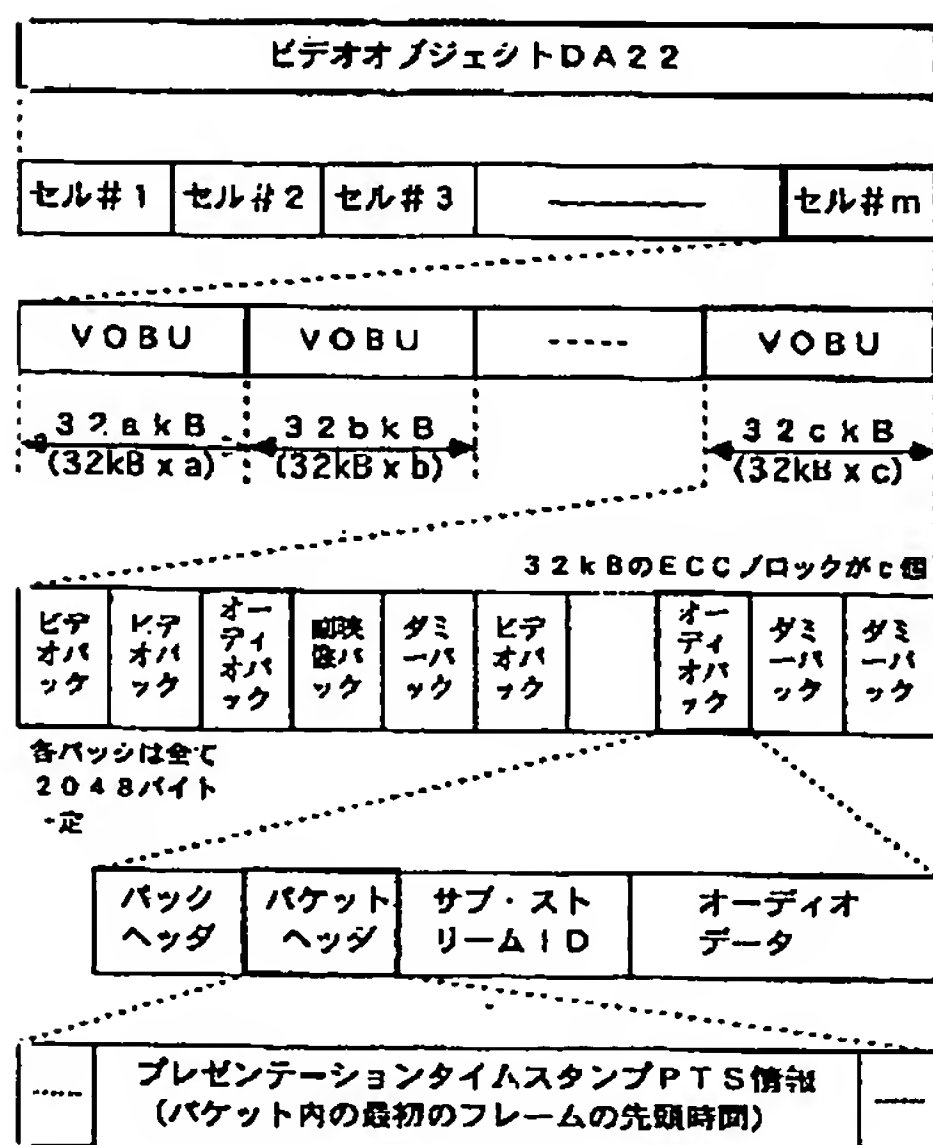 ビデオオブジェクトDA22
セル#1 セル#2 セル#3 セル#m
VOBU VOBU ----- VOBU
32akB 32bkB 32ckB
(32kB x a) (32kB x b) (32kB x c)
32kBのECCブロックがc個
ビデオパック ビデオパック オーディオパック 副映像パック ダミーパック ビデオパック オーディオパック ダミーパック ダミーパック
各パックは全て
2048バイト
一定
パックヘッダ パケットヘッダ サブ・ストリームID オーディオデータ
プレゼンテーションタイムスタンプPTS情報
(パケット内の最初のフレームの先頭時間)